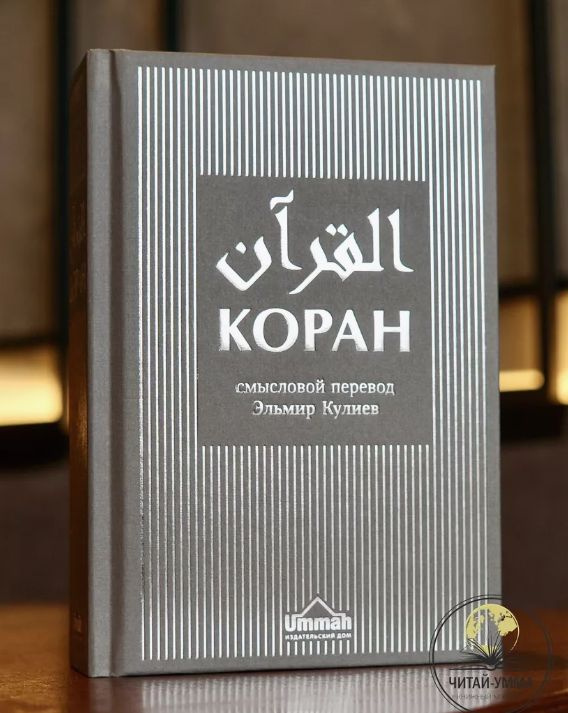 القرآن
КОРАН
смысловой перевод
Эльмир Кулиев
Ummah
ИЗДАТЕЛЬСКИЙ ДОМ
ЧИТАЙ-УММА